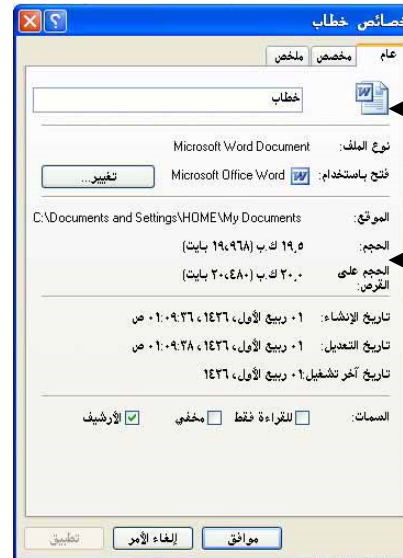 خصائص خطاب
عام مخصص ملخص
خطاب
نوع الملف: Microsoft Word Document
فتح باستخدام: Microsoft Office Word تغيير...
الموقع: C:\Documents and Settings\HOME\My Documents
الحجم: ١٩,٥ ك.ب (١٩,٩٦٨ بايت)
الحجم على القرص: ٢٠,٠ ك.ب (٢٠,٤٨٠ بايت)
تاريخ الإنشاء: ٠١ ربيع الأول، ١٤٢٦، ٠١:٠٩:٣٦ ص
تاريخ التعديل: ٠١ ربيع الأول، ١٤٢٦، ٠١:٠٩:٣٨ ص
تاريخ آخر تشغيل: ٠١ ربيع الأول، ١٤٢٦
السمات: للقراءة فقط مخفي الأرشيف
موافق إلغاء الأمر تطبيق